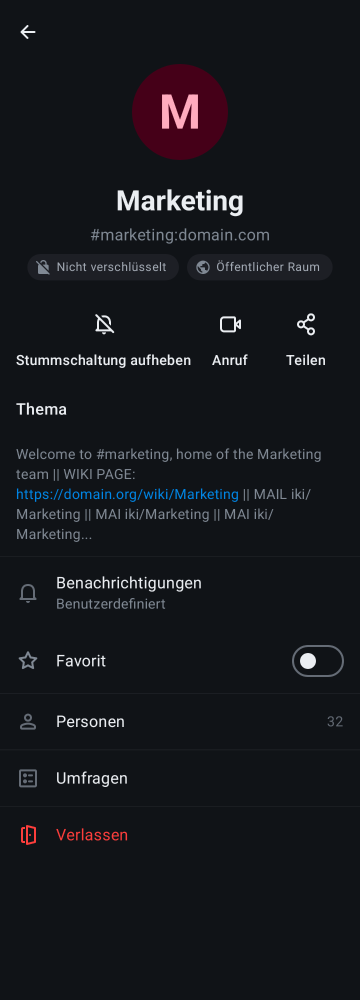 M
Marketing
#marketing:domain.com
Nicht verschlüsselt Öffentlicher Raum
Stummschaltung aufheben Anruf Teilen
Thema
Welcome to #marketing, home of the Marketing
team || WIKI PAGE:
https://domain.org/wiki/Marketing || MAIL iki/
Marketing || MAI iki/Marketing || MAI iki/
Marketing...
Benachrichtigungen
Benutzerdefiniert
Favorit
Personen 32
Umfragen
Verlassen